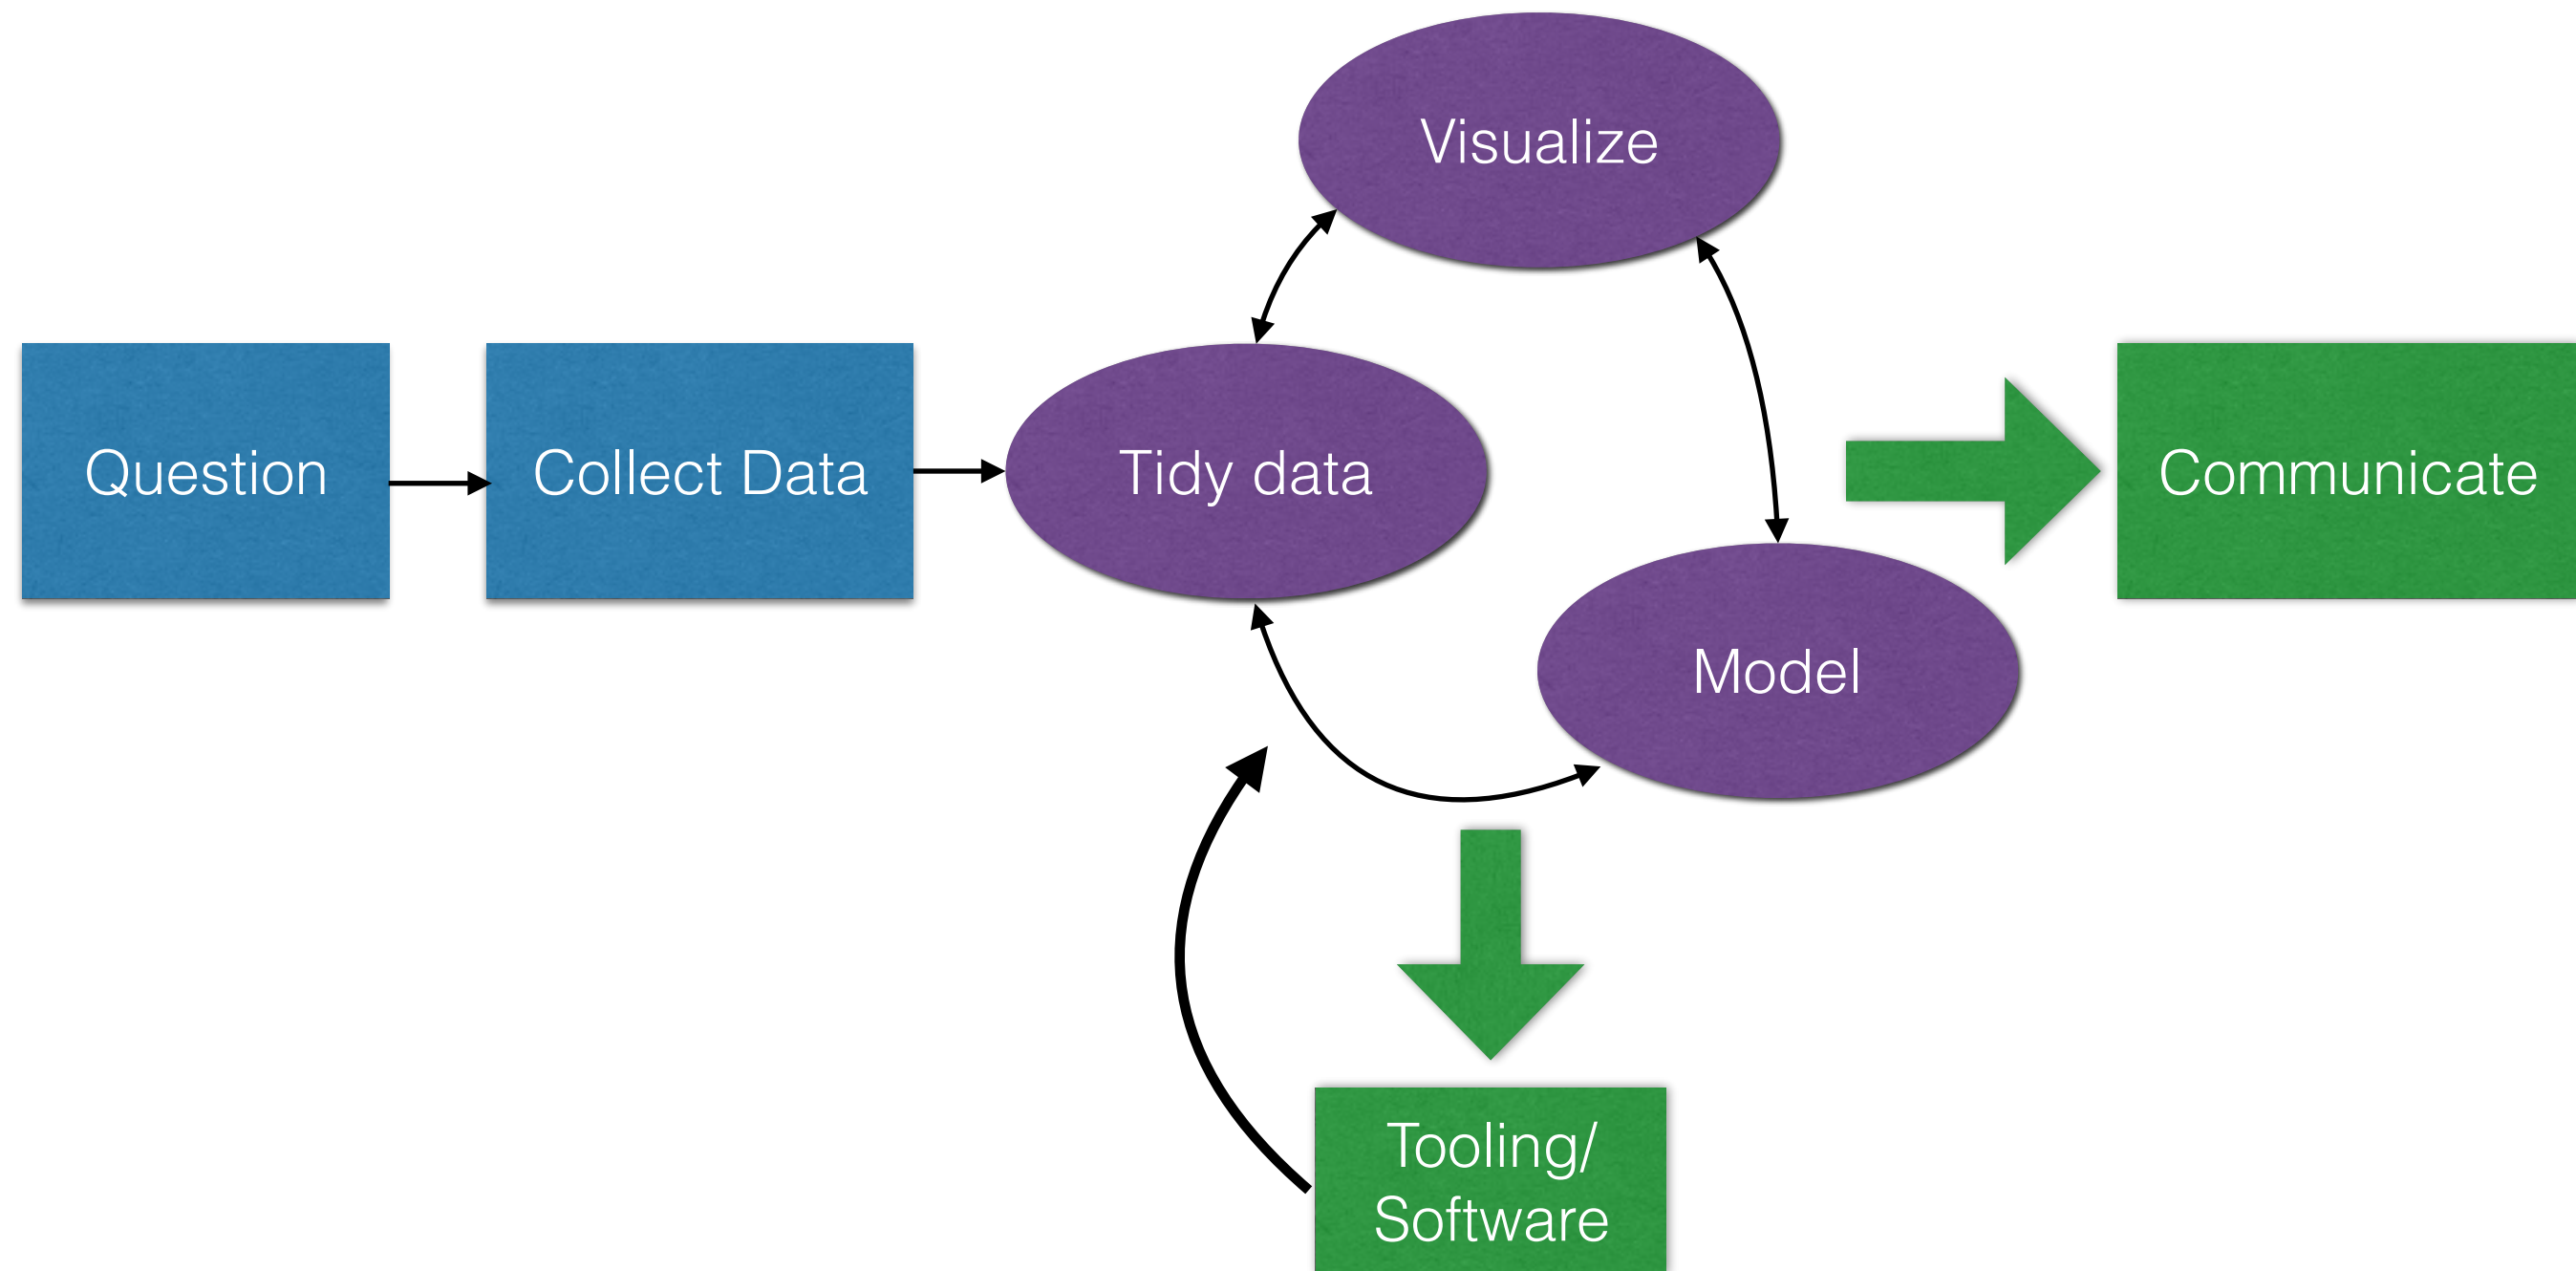 Visualize
Question
Collect Data
Tidy data
Communicate
Model
Tooling/
Software